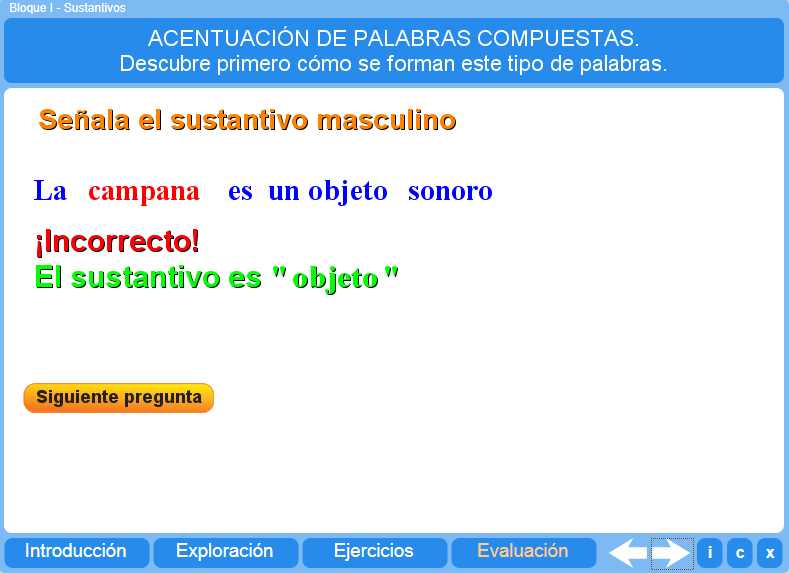 Bloque I - Sustantivos
ACENTUACIÓN DE PALABRAS COMPUESTAS.
Descubre primero cómo se forman este tipo de palabras.
Señala el sustantivo masculino
La campana es un objeto sonoro
¡Incorrecto!
El sustantivo es " objeto "
Siguiente pregunta
Introducción Exploración Ejercicios Evaluación i c x